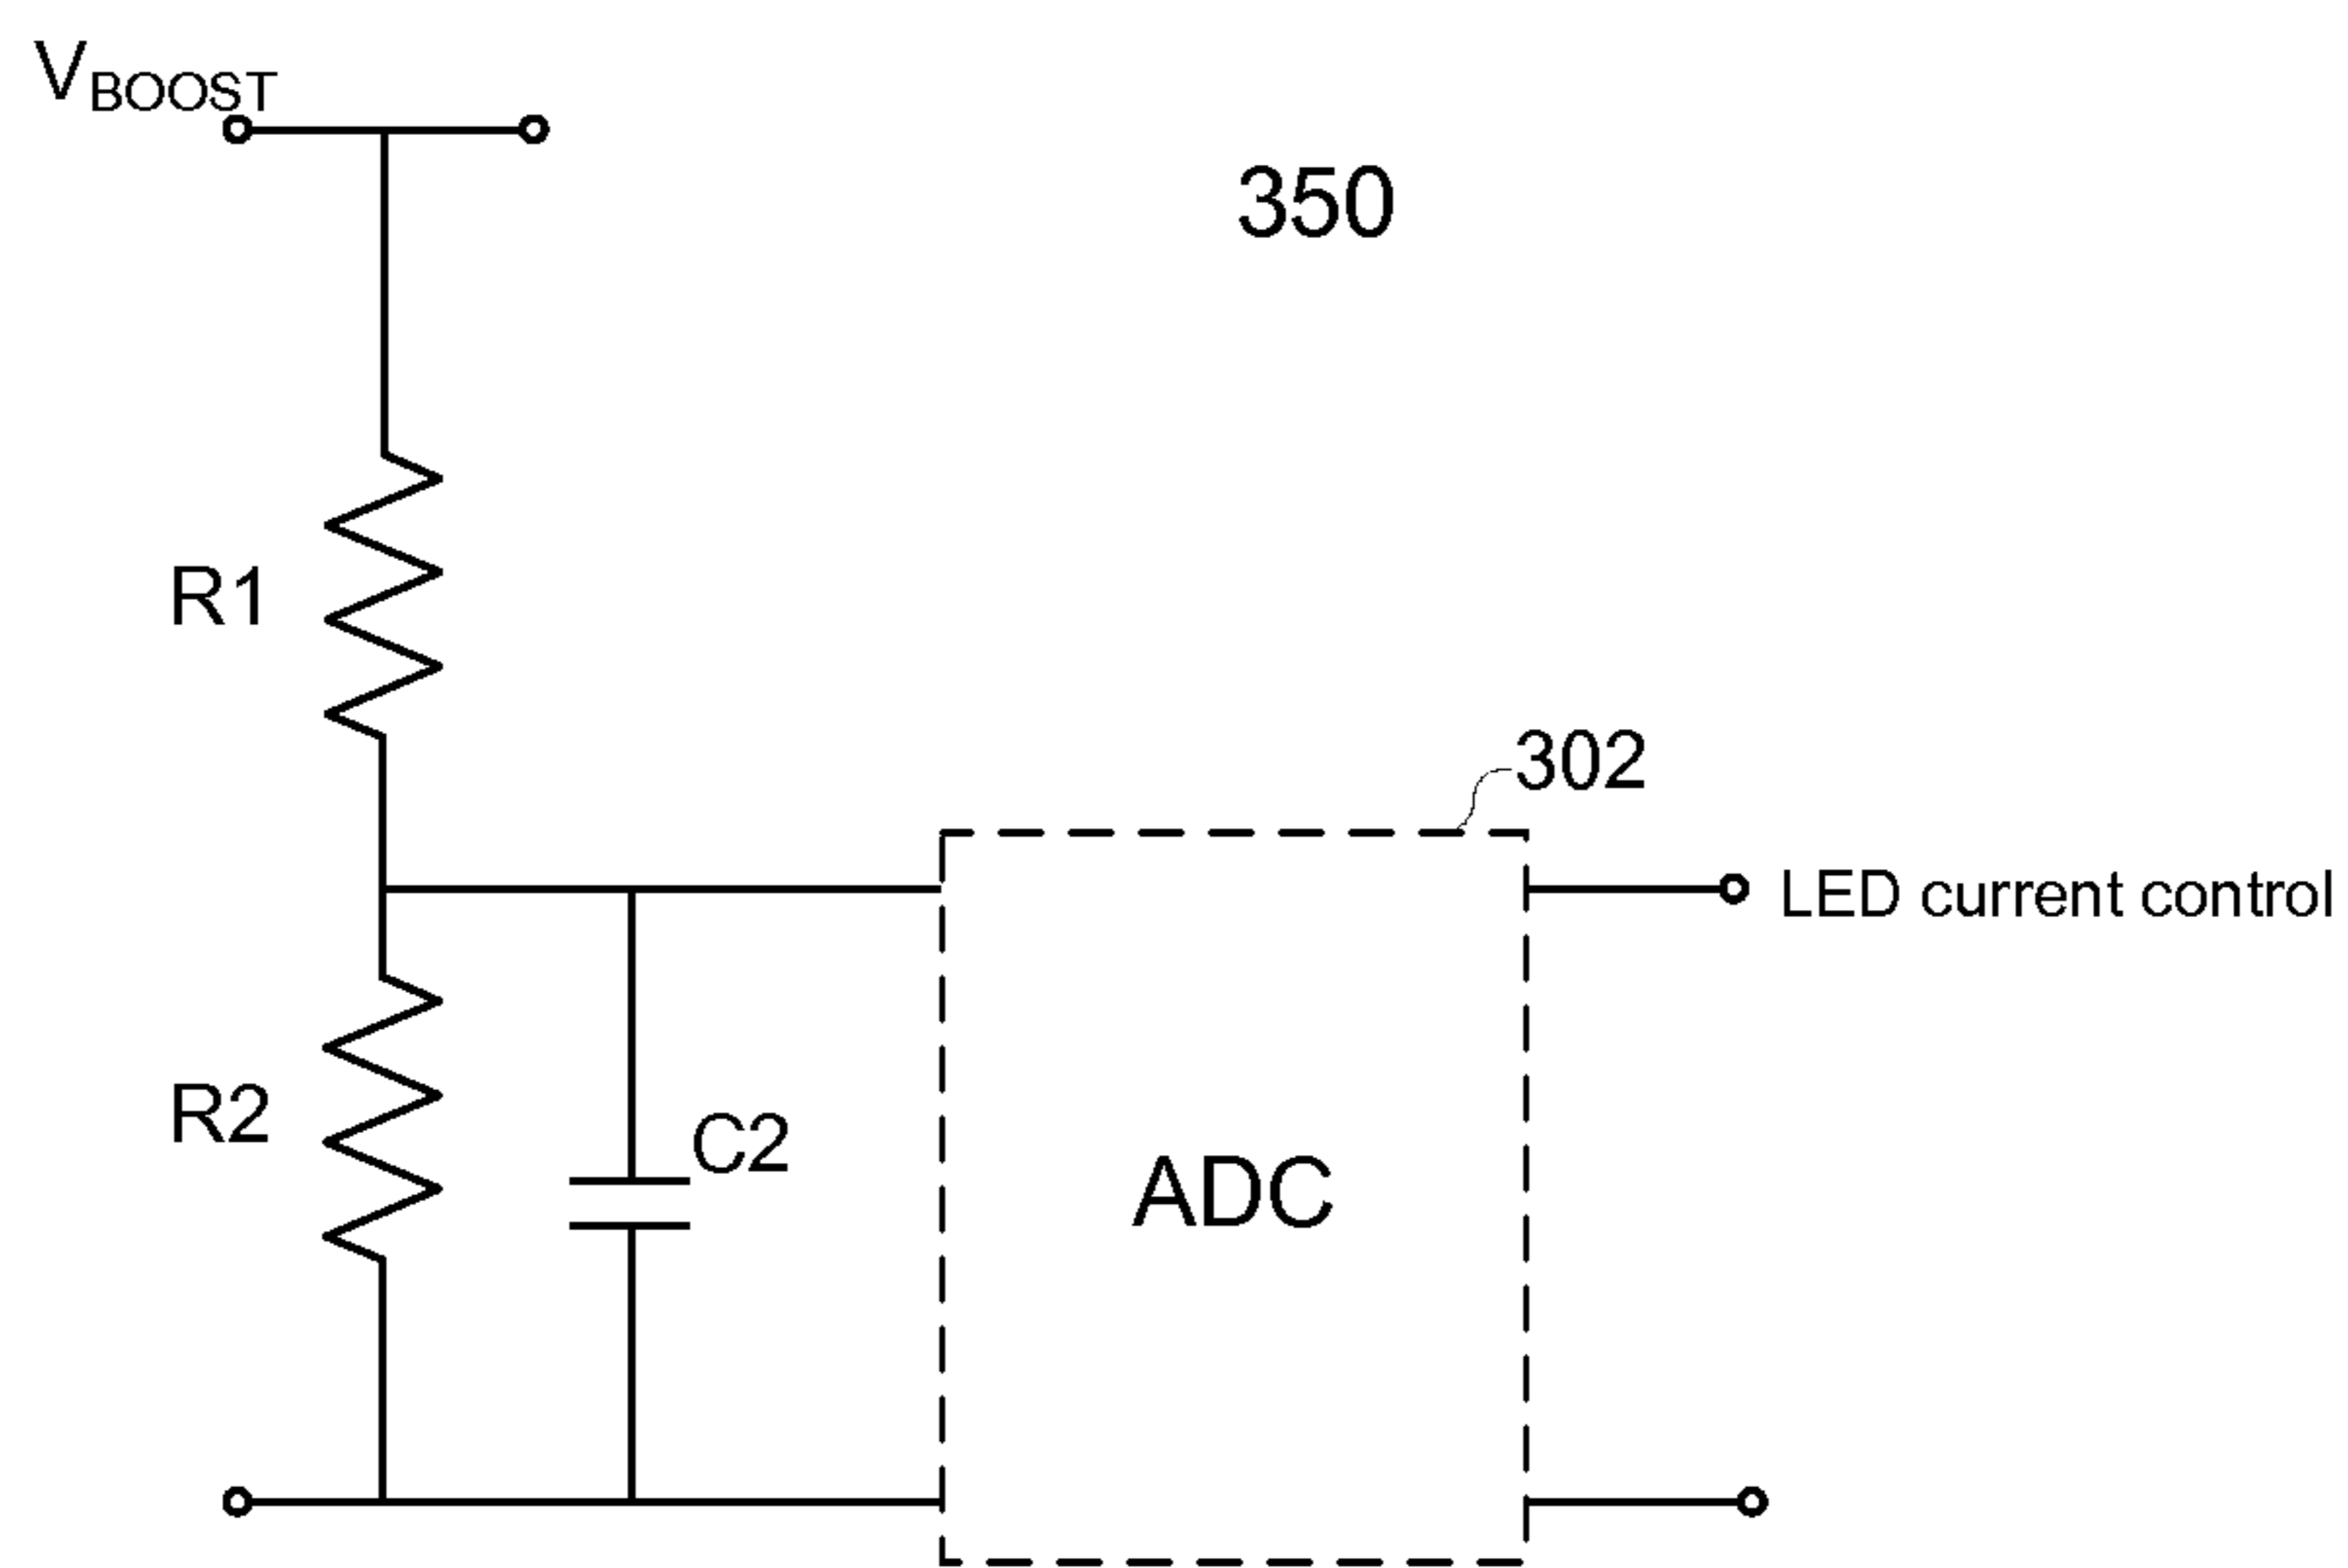 VBOOST
350
R1
302
LED current control
R2
C2
ADC